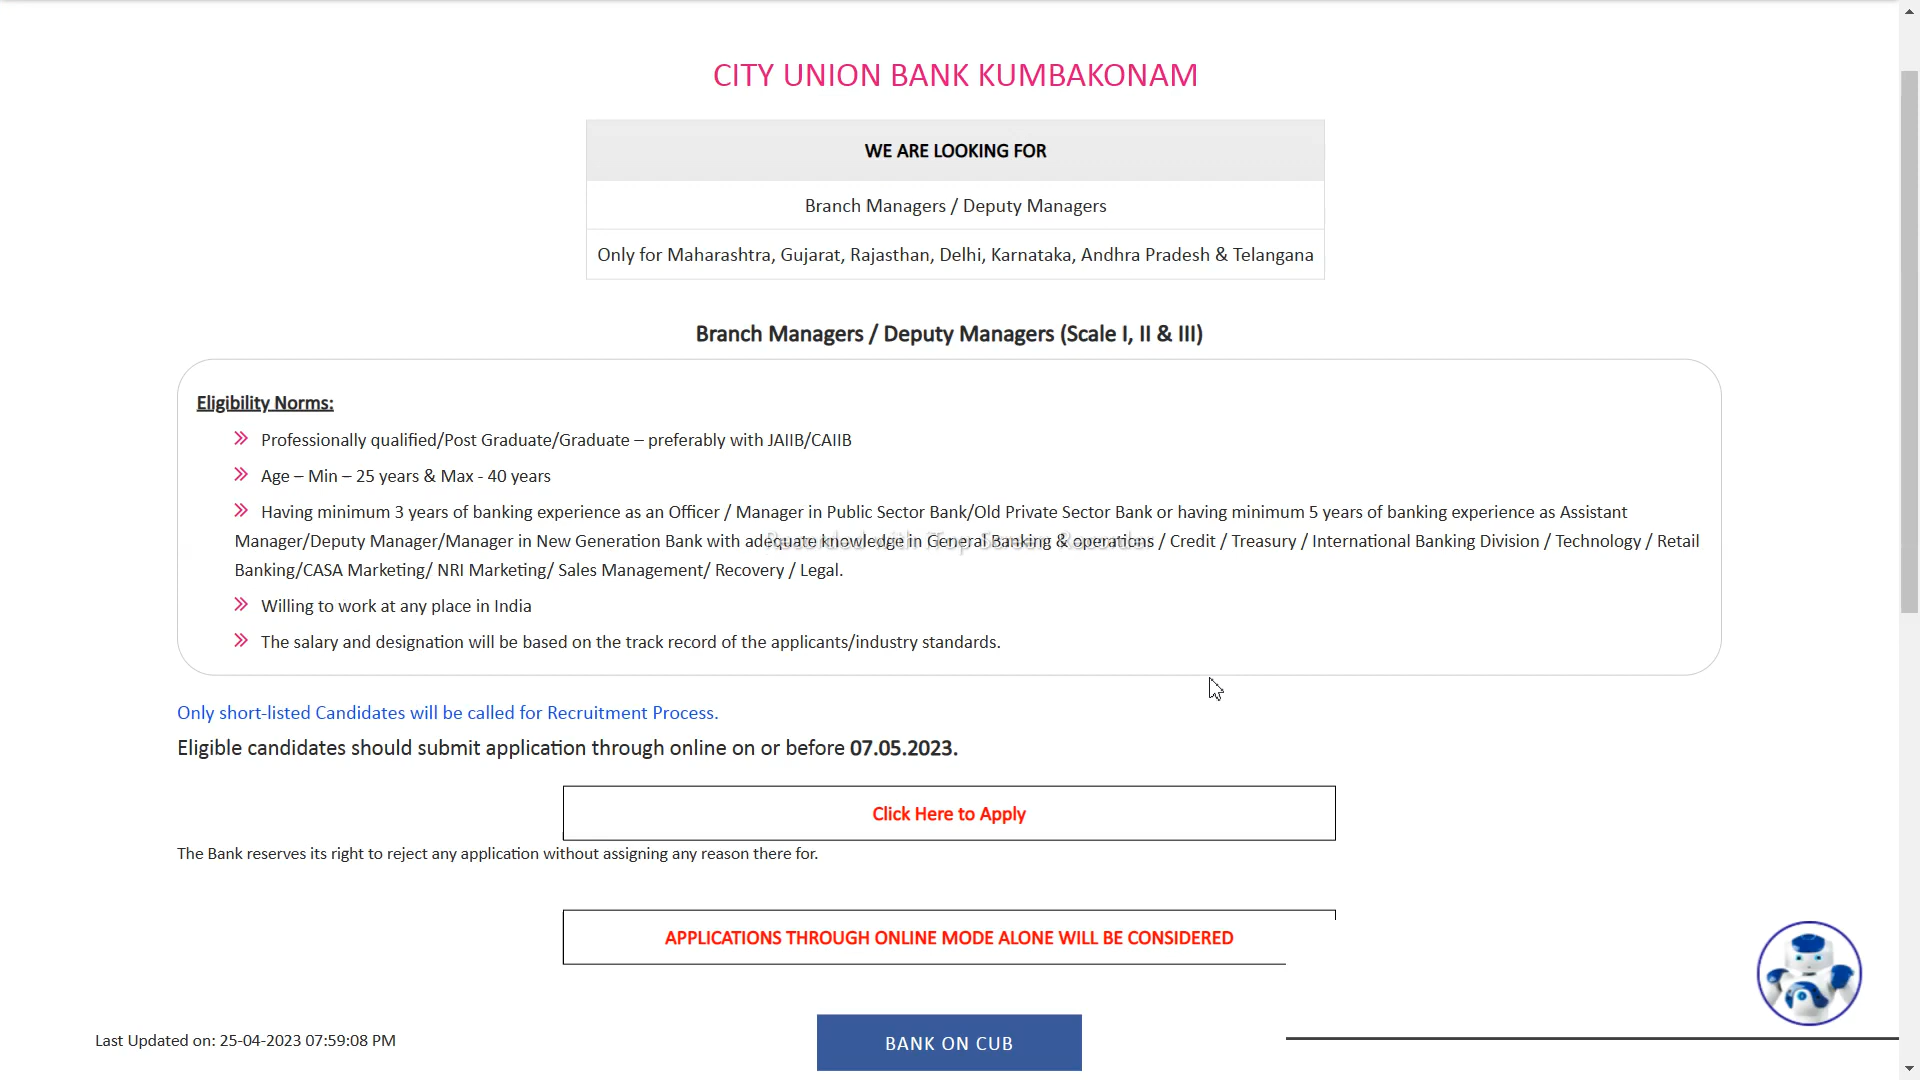 CITY UNION BANK KUMBAKONAM
WE ARE LOOKING FOR
Branch Managers / Deputy Managers
Only for Maharashtra, Gujarat, Rajasthan, Delhi, Karnataka, Andhra Pradesh & Telangana
Branch Managers / Deputy Managers (Scale I, II & III)
Eligibility Norms:
Professionally qualified/Post Graduate/Graduate – preferably with JAIIB/CAIIB
Age – Min – 25 years & Max - 40 years
Having minimum 3 years of banking experience as an Officer / Manager in Public Sector Bank/Old Private Sector Bank or having minimum 5 years of banking experience as Assistant
Manager/Deputy Manager/Manager in New Generation Bank with adequate knowledge in General Banking & operations / Credit / Treasury / International Banking Division / Technology / Retail
Banking/CASA Marketing/ NRI Marketing/ Sales Management/ Recovery / Legal.
Willing to work at any place in India
The salary and designation will be based on the track record of the applicants/industry standards.
Only short-listed Candidates will be called for Recruitment Process.
Eligible candidates should submit application through online on or before 07.05.2023.
Click Here to Apply
The Bank reserves its right to reject any application without assigning any reason there for.
APPLICATIONS THROUGH ONLINE MODE ALONE WILL BE CONSIDERED
Last Updated on: 25-04-2023 07:59:08 PM
BANK ON CUB